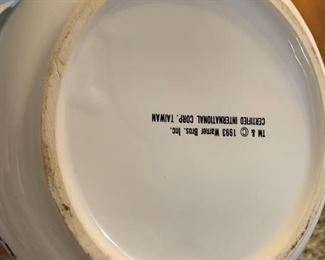 TM & © 1993 Warner Bros. Inc.
CERTIFIED INTERNATIONAL CORP. TAIWAN